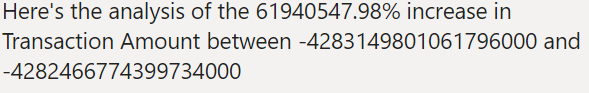 Here's the analysis of the 61940547.98% increase in
Transaction Amount between -4283149801061796000 and
-4282466774399734000